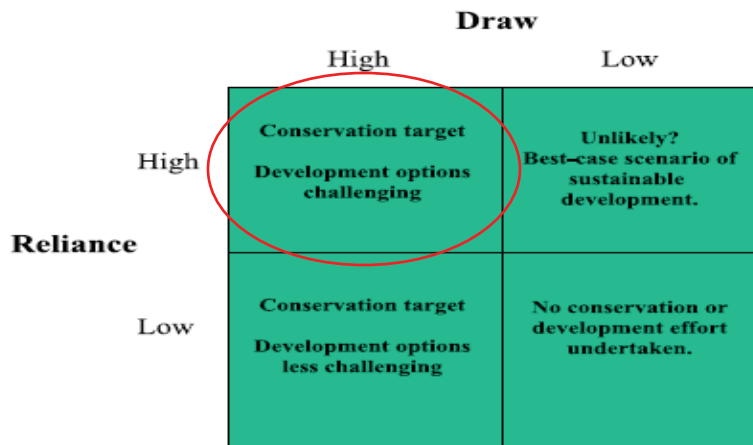 Draw
High
Low
High
Conservation target
Development options
challenging
Unlikely?
Best-case scenario of
sustainable
development.
Reliance
Low
Conservation target
Development options
less challenging
No conservation or
development effort
undertaken.